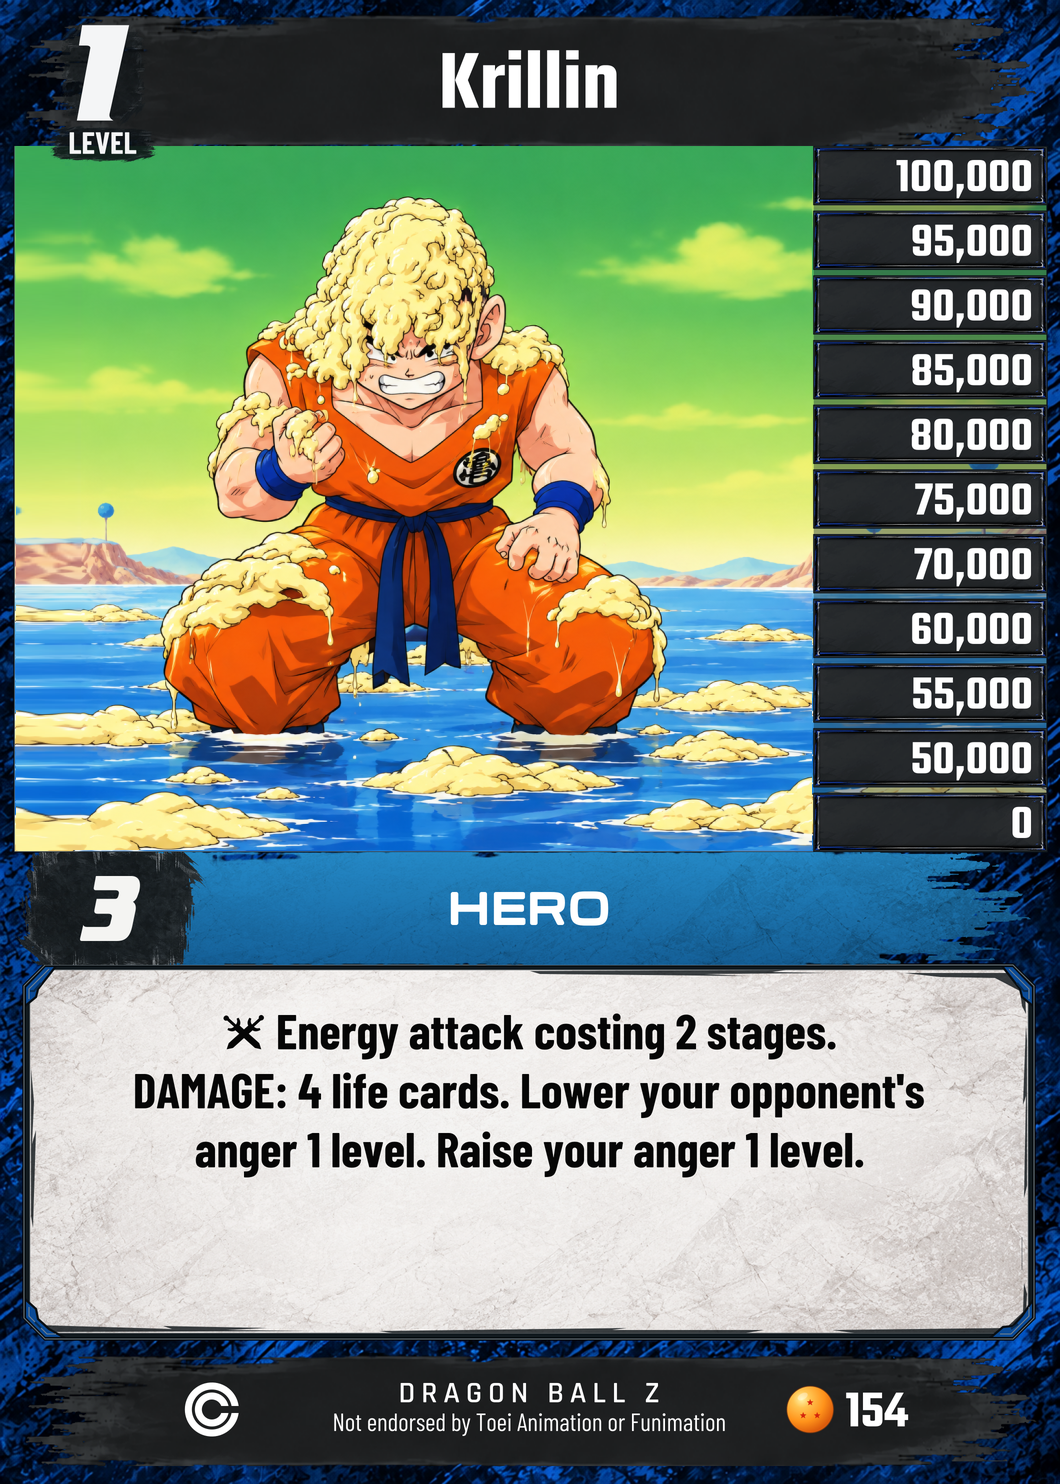 1
LEVEL
Krillin
100,000
95,000
90,000
85,000
80,000
75,000
70,000
60,000
55,000
50,000
0
亀
3
HERO
Energy attack costing 2 stages.
DAMAGE: 4 life cards. Lower your opponent's
anger 1 level. Raise your anger 1 level.
DRAGON BALL Z
Not endorsed by Toei Animation or Funimation
154